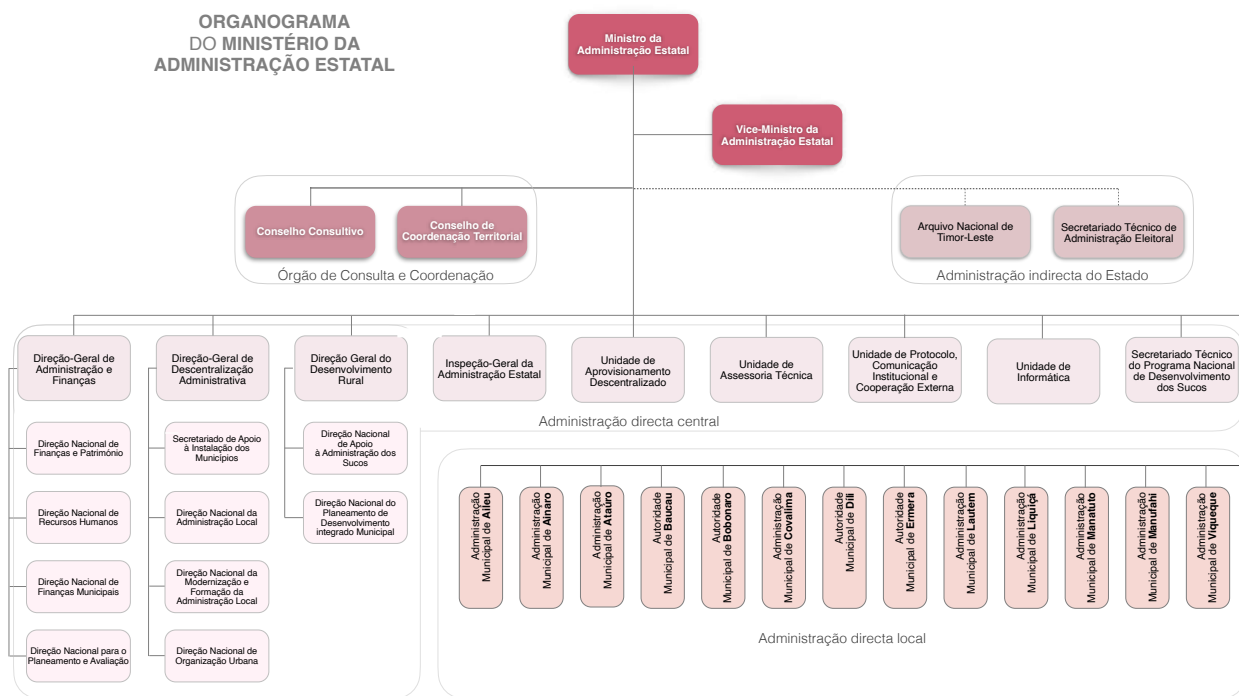 ORGANOGRAMA
DO MINISTÉRIO DA
ADMINISTRAÇÃO ESTATAL
Ministro da
Administração Estatal
Vice-Ministro da
Administração Estatal
Conselho Consultivo
Conselho de
Coordenação Territorial
Órgão de Consulta e Coordenação
Arquivo Nacional de
Timor-Leste
Secretariado Técnico de
Administração Eleitoral
Administração indirecta do Estado
Direção-Geral de
Administração e
Finanças
Direção-Geral de
Descentralização
Administrativa
Direção Geral do
Desenvolvimento
Rural
Inspeção-Geral da
Administração Estatal
Unidade de
Aprovisionamento
Descentralizado
Unidade de
Assessoria Técnica
Unidade de Protocolo,
Comunicação
Institucional e
Cooperação Externa
Unidade de
Informática
Secretariado Técnico
do Programa Nacional
de Desenvolvimento
dos Sucos
Administração directa central
Direção Nacional de
Finanças e Património
Direção Nacional de
Recursos Humanos
Direção Nacional de
Finanças Municipais
Direção Nacional para o
Planeamento e Avaliação
Secretariado de Apoio
à Instalação dos
Municípios
Direção Nacional da
Administração Local
Direção Nacional da
Modernização e
Formação da
Administração Local
Direção Nacional de
Organização Urbana
Direção Nacional
de Apoio
à Administração dos
Sucos
Direção Nacional do
Planeamento de
Desenvolvimento
integrado Municipal
Administração
Municipal de Aileu
Administração
Municipal de Ainaro
Administração
Municipal de Ataúro
Autoridade
Municipal de Baucau
Autoridade
Municipal de Bobonaro
Administração
Municipal de Covalima
Autoridade
Municipal de Dili
Autoridade
Municipal de Ermera
Administração
Municipal de Lautem
Administração
Municipal de Liquiçá
Administração
Municipal de Manatuto
Administração
Municipal de Manufahi
Administração
Municipal de Viqueque
Administração directa local